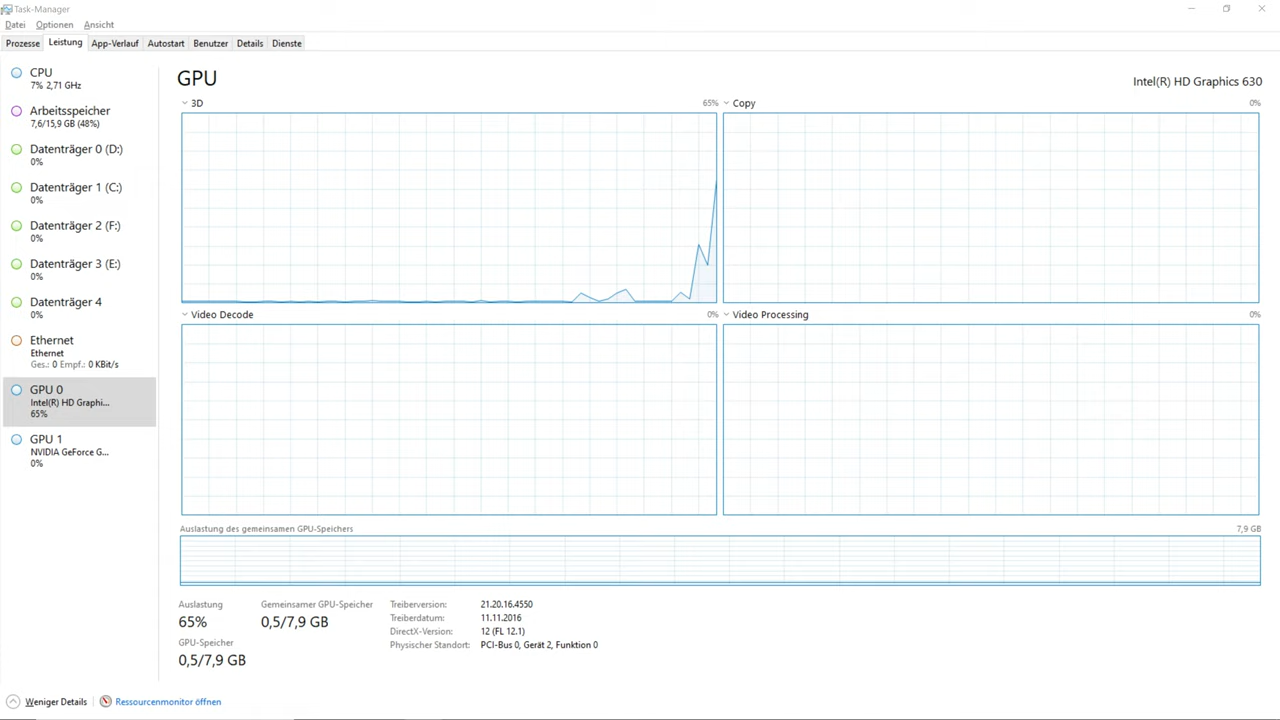 Task-Manager
Datei Optionen Ansicht
Prozesse Leistung App-Verlauf Autostart Benutzer Details Dienste
CPU
7% 2,71 GHz
Arbeitsspeicher
7,6/15,9 GB (48%)
Datenträger 0 (D:)
0%
Datenträger 1 (C:)
0%
Datenträger 2 (F:)
0%
Datenträger 3 (E:)
0%
Datenträger 4
0%
Ethernet
Ethernet
Ges.: 0 Empf.: 0 KBit/s
GPU 0
Intel(R) HD Graphi...
65%
GPU 1
NVIDIA GeForce G...
0%
GPU
Intel(R) HD Graphics 630
3D 65%
Copy 0%
Video Decode 0%
Video Processing 0%
Auslastung des gemeinsamen GPU-Speichers 7,9 GB
Auslastung
65%
Gemeinsamer GPU-Speicher
0,5/7,9 GB
GPU-Speicher
0,5/7,9 GB
Treiberversion: 21.20.16.4550
Treiberdatum: 11.11.2016
DirectX-Version: 12 (FL 12.1)
Physischer Standort: PCI-Bus 0, Gerät 2, Funktion 0
Weniger Details Ressourcenmonitor öffnen